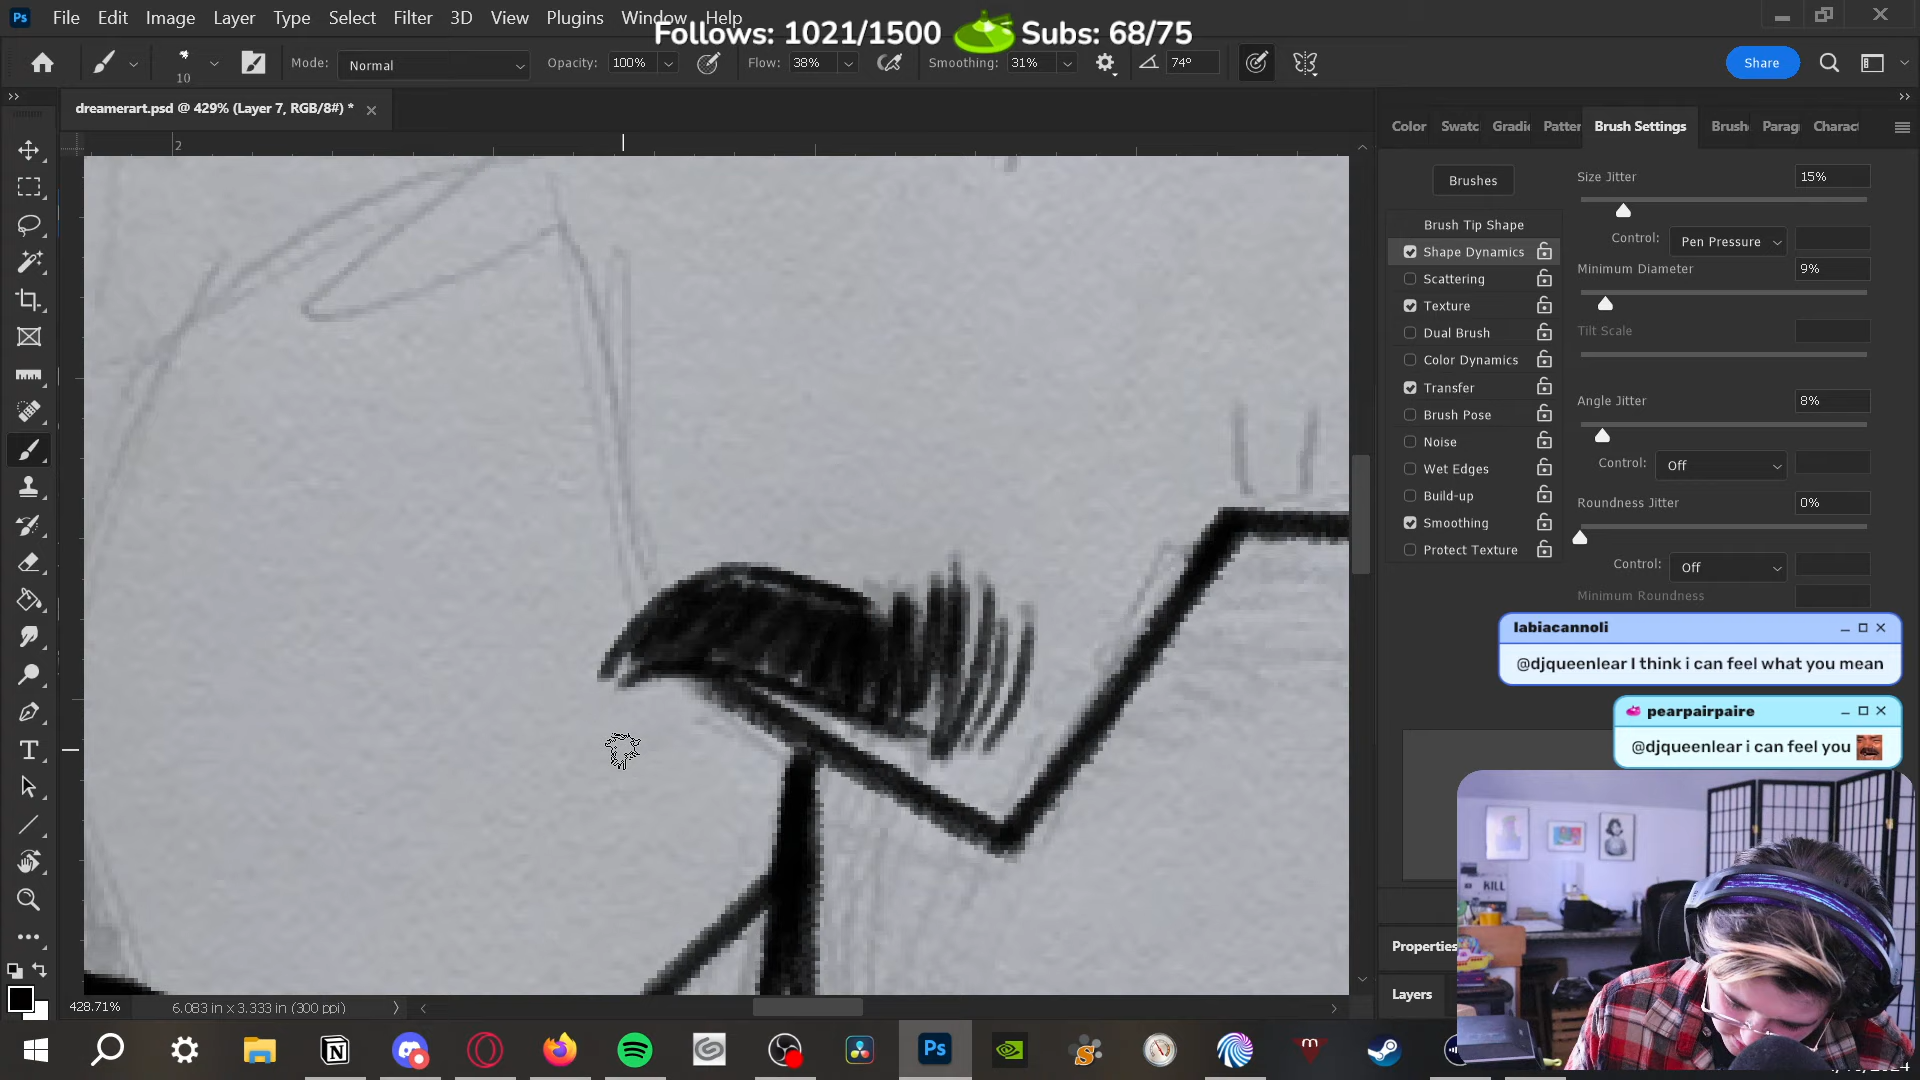 File Edit Image Layer Type Select Filter 3D View Plugins Window Help
Follows: 1021/1500 Subs: 68/75
10 Mode: Normal Opacity: 100% Flow: 38% Smoothing: 31% 74° Share
dreamerart.psd @ 429% (Layer 7, RGB/8#) *
Color Swatc Gradi Patter Brush Settings Brush Parag Charac
2
Brushes
Brush Tip Shape
Shape Dynamics
Scattering
Texture
Dual Brush
Color Dynamics
Transfer
Brush Pose
Noise
Wet Edges
Build-up
Smoothing
Protect Texture
Size Jitter 15%
Control: Pen Pressure
Minimum Diameter 9%
Tilt Scale
Angle Jitter 8%
Control: Off
Roundness Jitter 0%
Control: Off
Minimum Roundness
labiacannoli
@djqueenlear I think i can feel what you mean
pearpairpaire
@djqueenlear i can feel you
KILL
Properties
Layers
428.71% 6.083 in x 3.333 in (300 ppi)